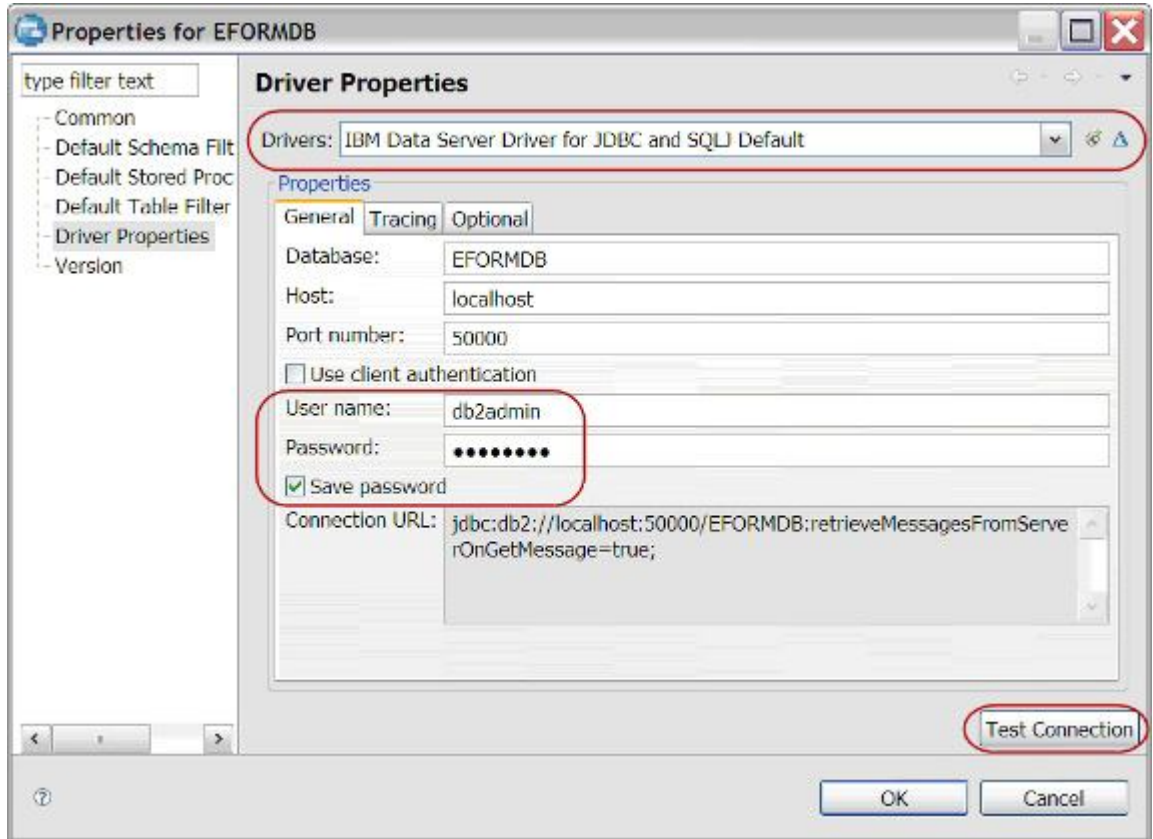 Properties for EFORMDB
type filter text
Common
Default Schema Filt
Default Stored Proc
Default Table Filter
Driver Properties
Version
Driver Properties
Drivers: IBM Data Server Driver for JDBC and SQLJ Default
Properties
General Tracing Optional
Database: EFORMDB
Host: localhost
Port number: 50000
Use client authentication
User name: db2admin
Password: ●●●●●●●●
Save password
Connection URL: jdbc:db2://localhost:50000/EFORMDB:retrieveMessagesFromServe
rOnGetMessage=true;
Test Connection
OK Cancel